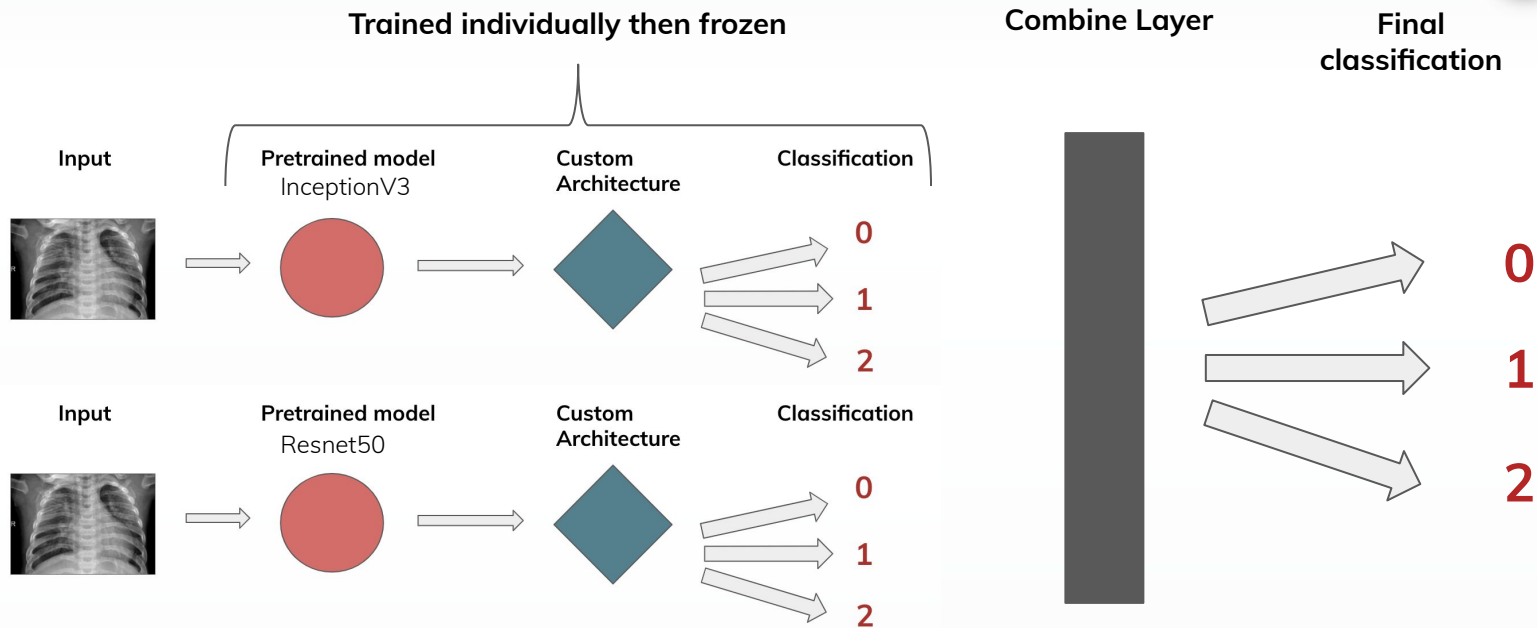 Trained individually then frozen
Combine Layer
Final
classification
Input
Pretrained model
InceptionV3
Custom
Architecture
Classification
0
1
2
Input
Pretrained model
Resnet50
Custom
Architecture
Classification
0
1
2
0
1
2
R
R